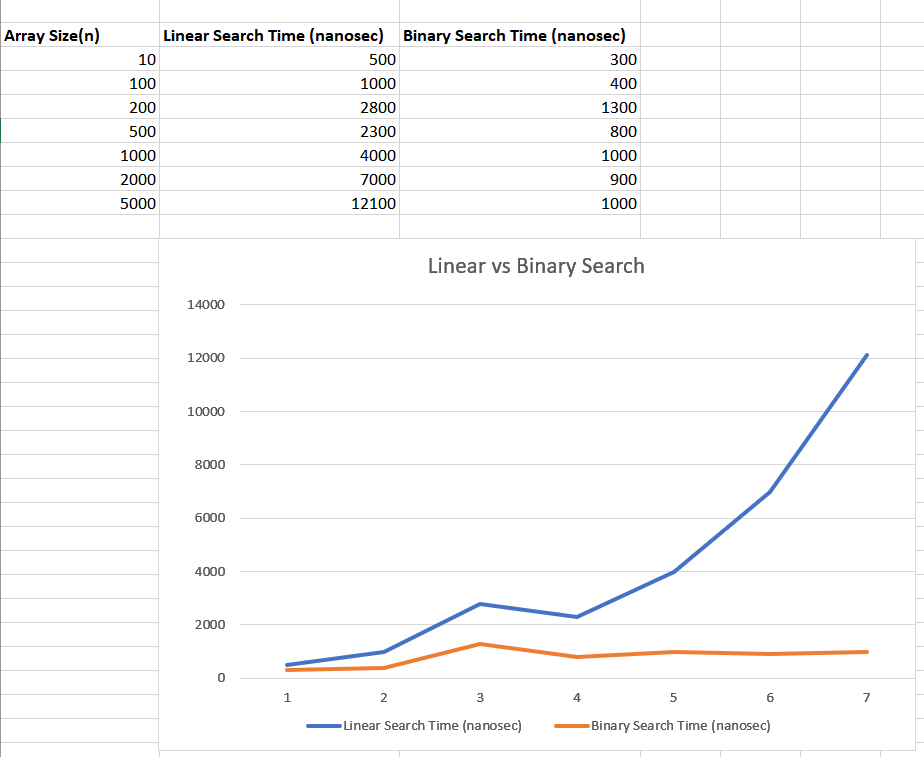 Array Size(n) Linear Search Time (nanosec) Binary Search Time (nanosec)
10 500 300
100 1000 400
200 2800 1300
500 2300 800
1000 4000 1000
2000 7000 900
5000 12100 1000
Linear vs Binary Search
14000
12000
10000
8000
6000
4000
2000
0
1 2 3 4 5 6 7
Linear Search Time (nanosec) Binary Search Time (nanosec)